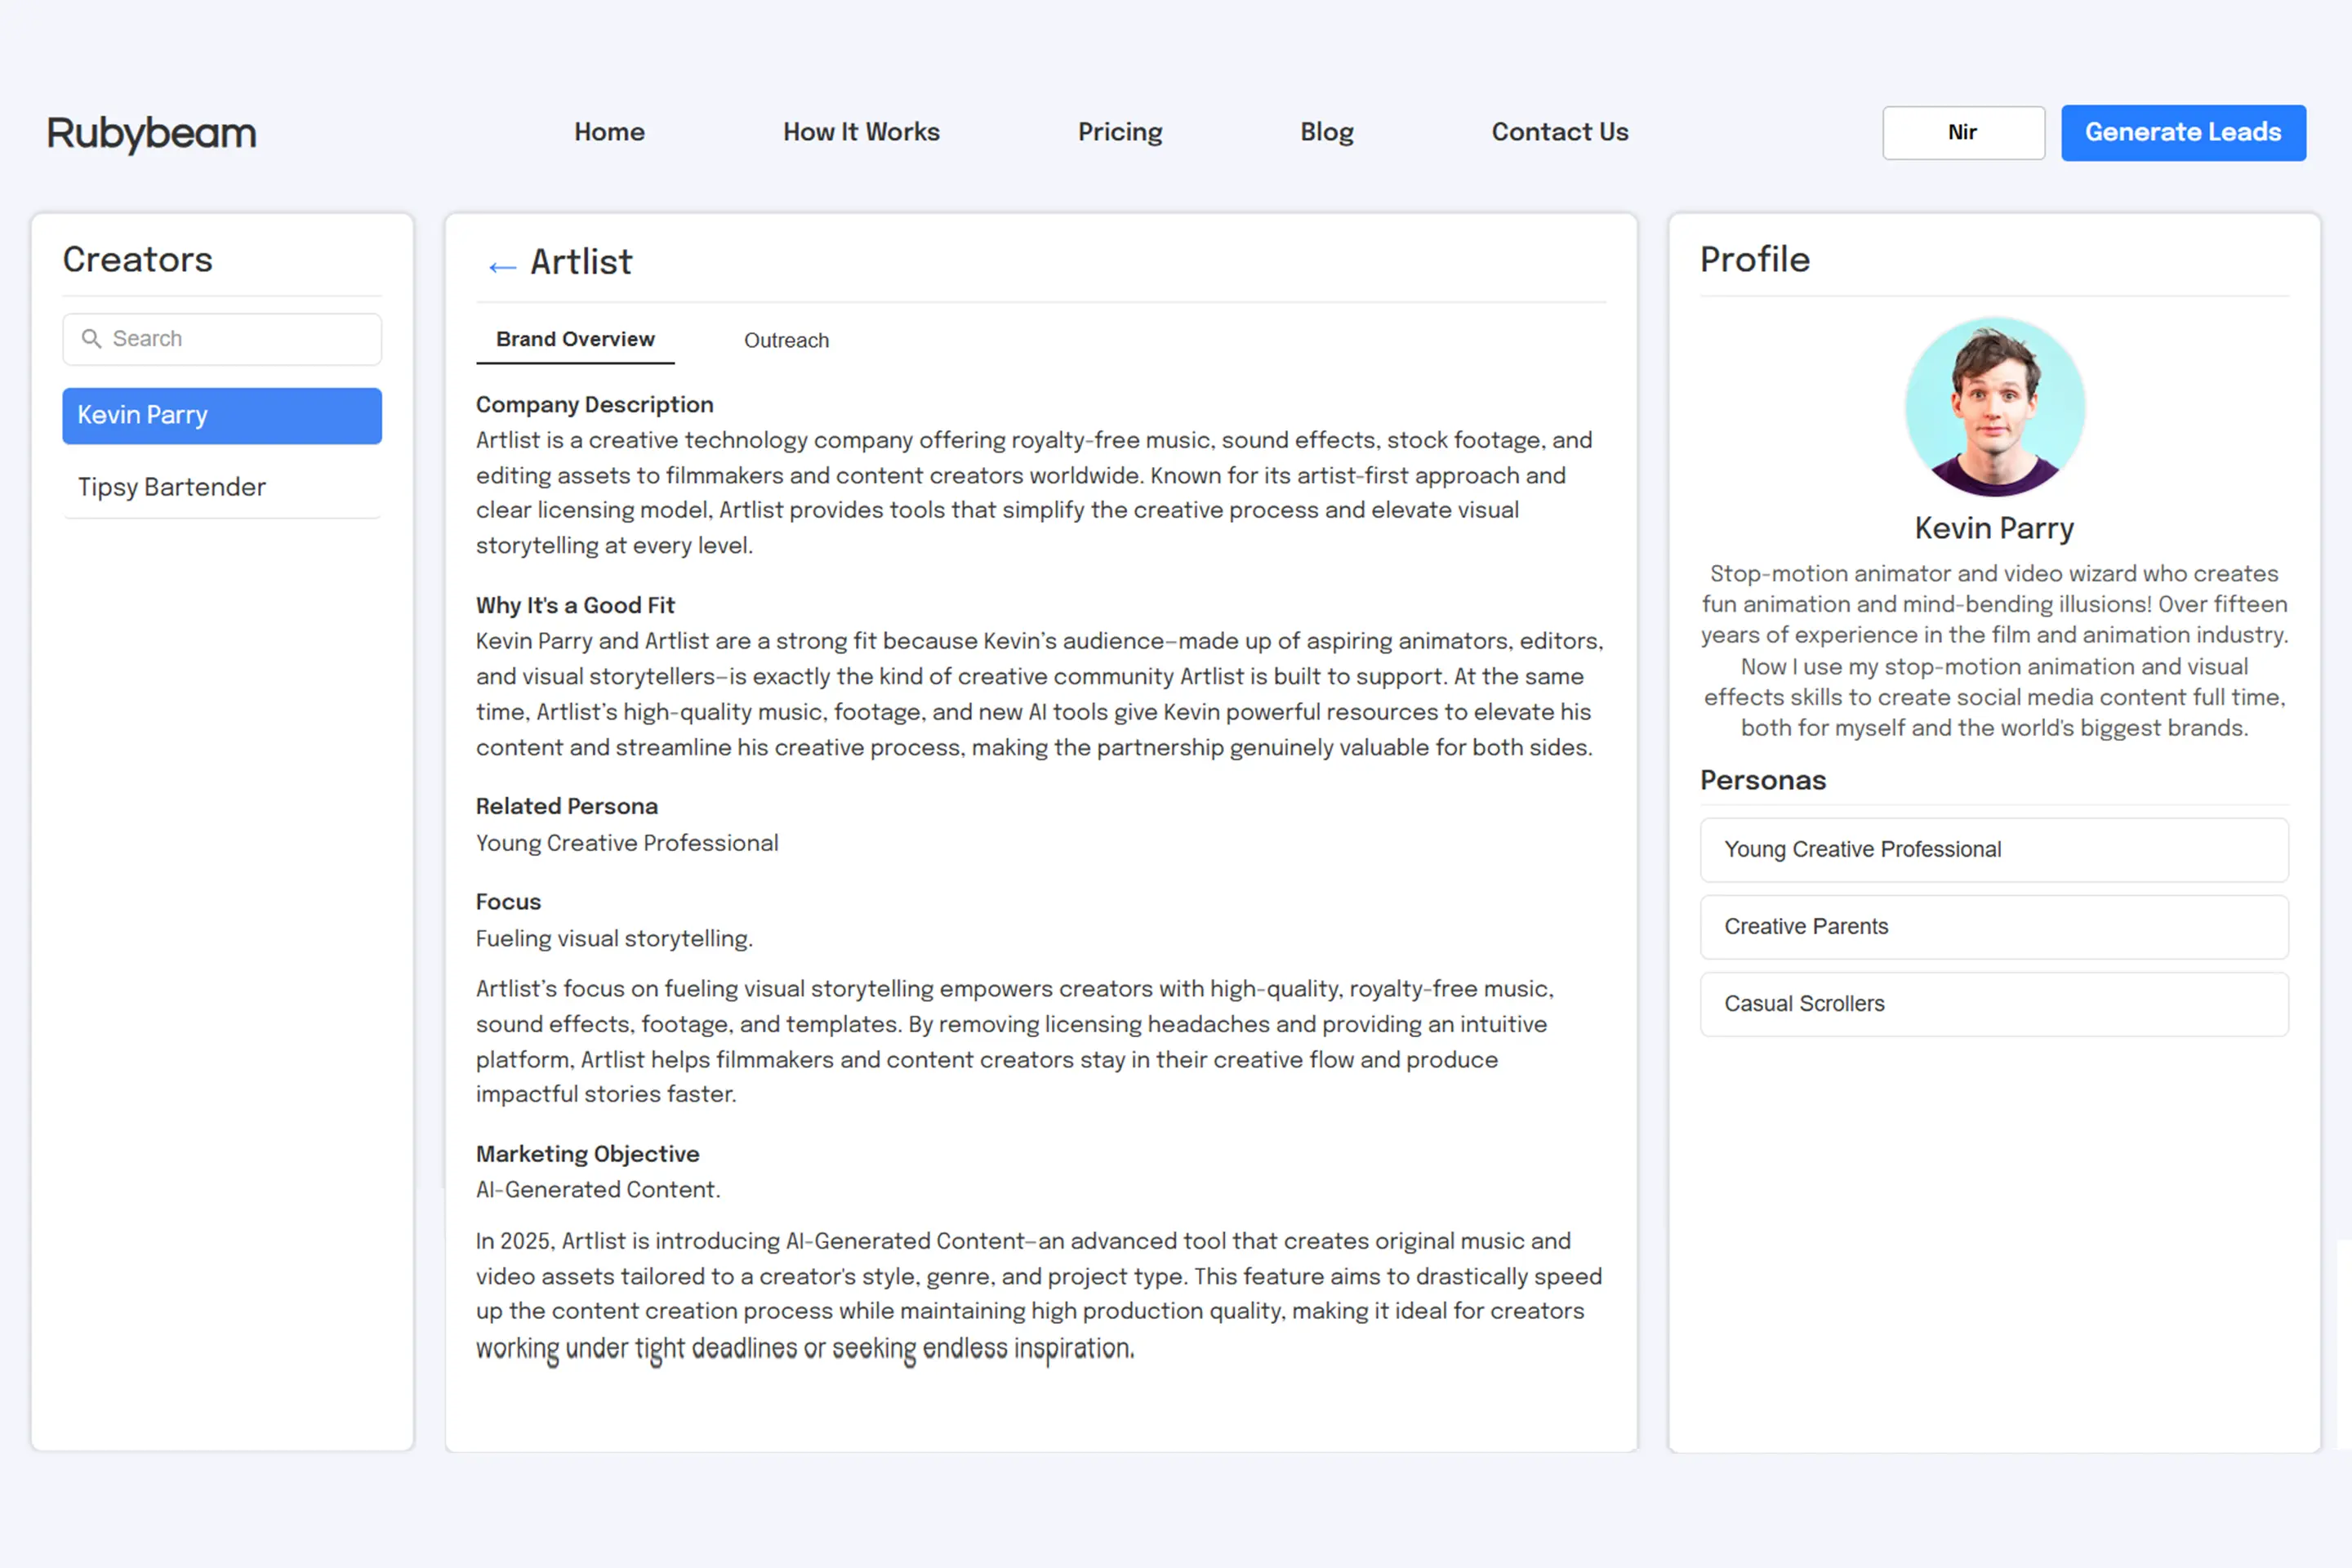 Rubybeam
Home
How It Works
Pricing
Blog
Contact Us
Nir
Generate Leads
Creators
Search
Kevin Parry
Tipsy Bartender
← Artlist
Brand Overview
Outreach
Company Description
Artlist is a creative technology company offering royalty-free music, sound effects, stock footage, and
editing assets to filmmakers and content creators worldwide. Known for its artist-first approach and
clear licensing model, Artlist provides tools that simplify the creative process and elevate visual
storytelling at every level.
Why It's a Good Fit
Kevin Parry and Artlist are a strong fit because Kevin’s audience—made up of aspiring animators, editors,
and visual storytellers—is exactly the kind of creative community Artlist is built to support. At the same
time, Artlist’s high-quality music, footage, and new AI tools give Kevin powerful resources to elevate his
content and streamline his creative process, making the partnership genuinely valuable for both sides.
Related Persona
Young Creative Professional
Focus
Fueling visual storytelling.
Artlist’s focus on fueling visual storytelling empowers creators with high-quality, royalty-free music,
sound effects, footage, and templates. By removing licensing headaches and providing an intuitive
platform, Artlist helps filmmakers and content creators stay in their creative flow and produce
impactful stories faster.
Marketing Objective
AI-Generated Content.
In 2025, Artlist is introducing AI-Generated Content—an advanced tool that creates original music and
video assets tailored to a creator's style, genre, and project type. This feature aims to drastically speed
up the content creation process while maintaining high production quality, making it ideal for creators
working under tight deadlines or seeking endless inspiration.
Profile
Kevin Parry
Stop-motion animator and video wizard who creates
fun animation and mind-bending illusions! Over fifteen
years of experience in the film and animation industry.
Now I use my stop-motion animation and visual
effects skills to create social media content full time,
both for myself and the world's biggest brands.
Personas
Young Creative Professional
Creative Parents
Casual Scrollers